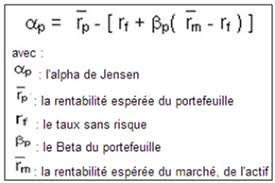 αp = r̅p - [ rf + βp( r̅m - rf ) ]
avec :
αp : l'alpha de Jensen
r̅p : la rentabilité espérée du portefeuille
rf : le taux sans risque
βp : le Beta du portefeuille
r̅m : la rentabilité espérée du marché, de l'actif